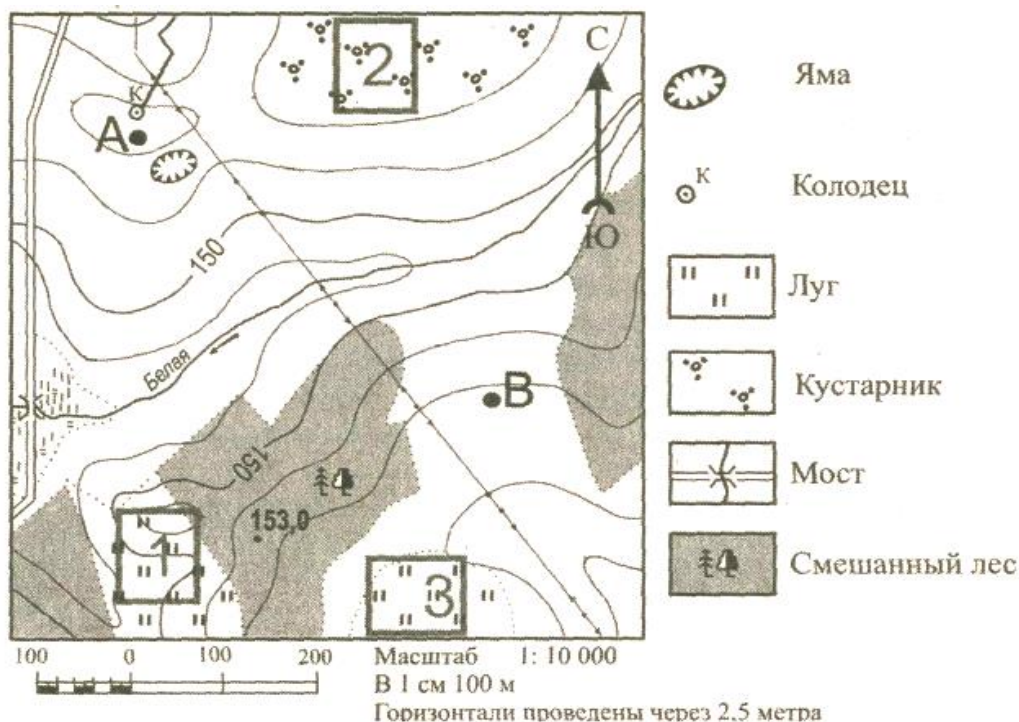 С
Ю
К
А
2
150
Белая
В
150
153,0
1
3
Яма
К
Колодец
Луг
Кустарник
Мост
Смешанный лес
100 0 100 200
Масштаб 1: 10 000
В 1 см 100 м
Горизонтали проведены через 2,5 метра